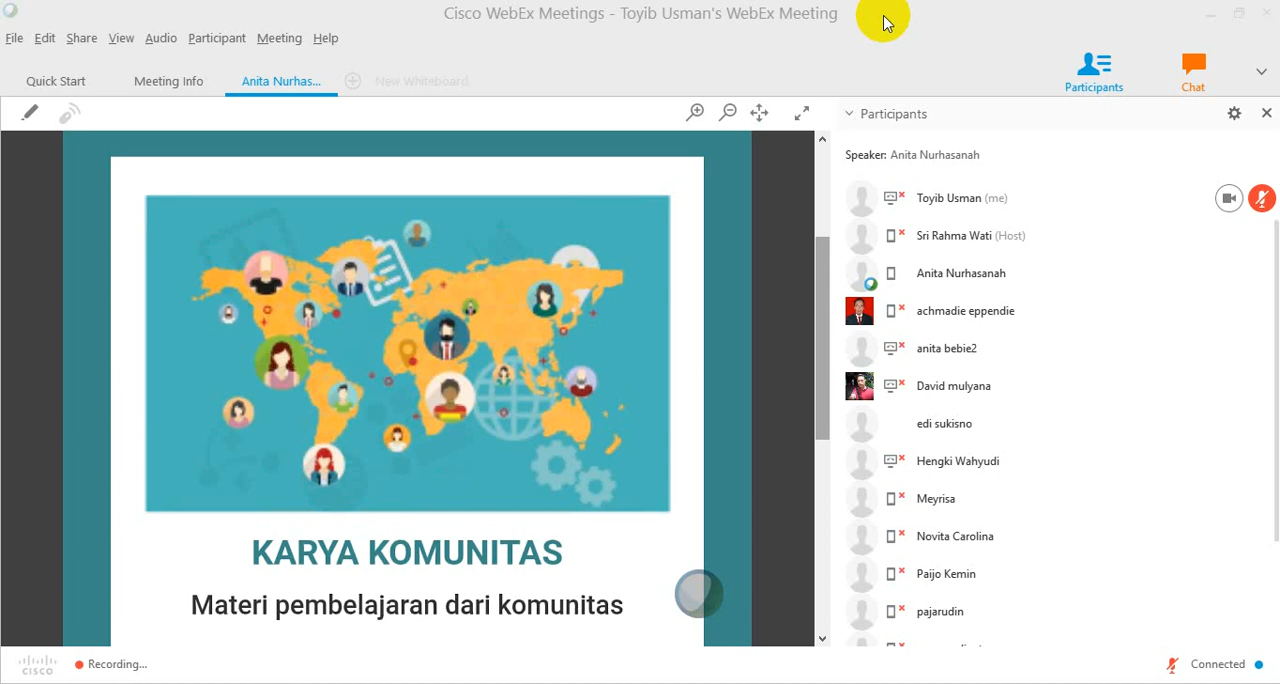 Cisco WebEx Meetings - Toyib Usman's WebEx Meeting
File Edit Share View Audio Participant Meeting Help
Quick Start Meeting Info Anita Nurhas... New Whiteboard
Participants Chat
Participants
Speaker: Anita Nurhasanah
Toyib Usman (me)
Sri Rahma Wati (Host)
Anita Nurhasanah
achmadie eppendie
anita bebie2
David mulyana
edi sukisno
Hengki Wahyudi
Meyrisa
Novita Carolina
Paijo Kemin
pajarudin
KARYA KOMUNITAS
Materi pembelajaran dari komunitas
CISCO Recording... Connected